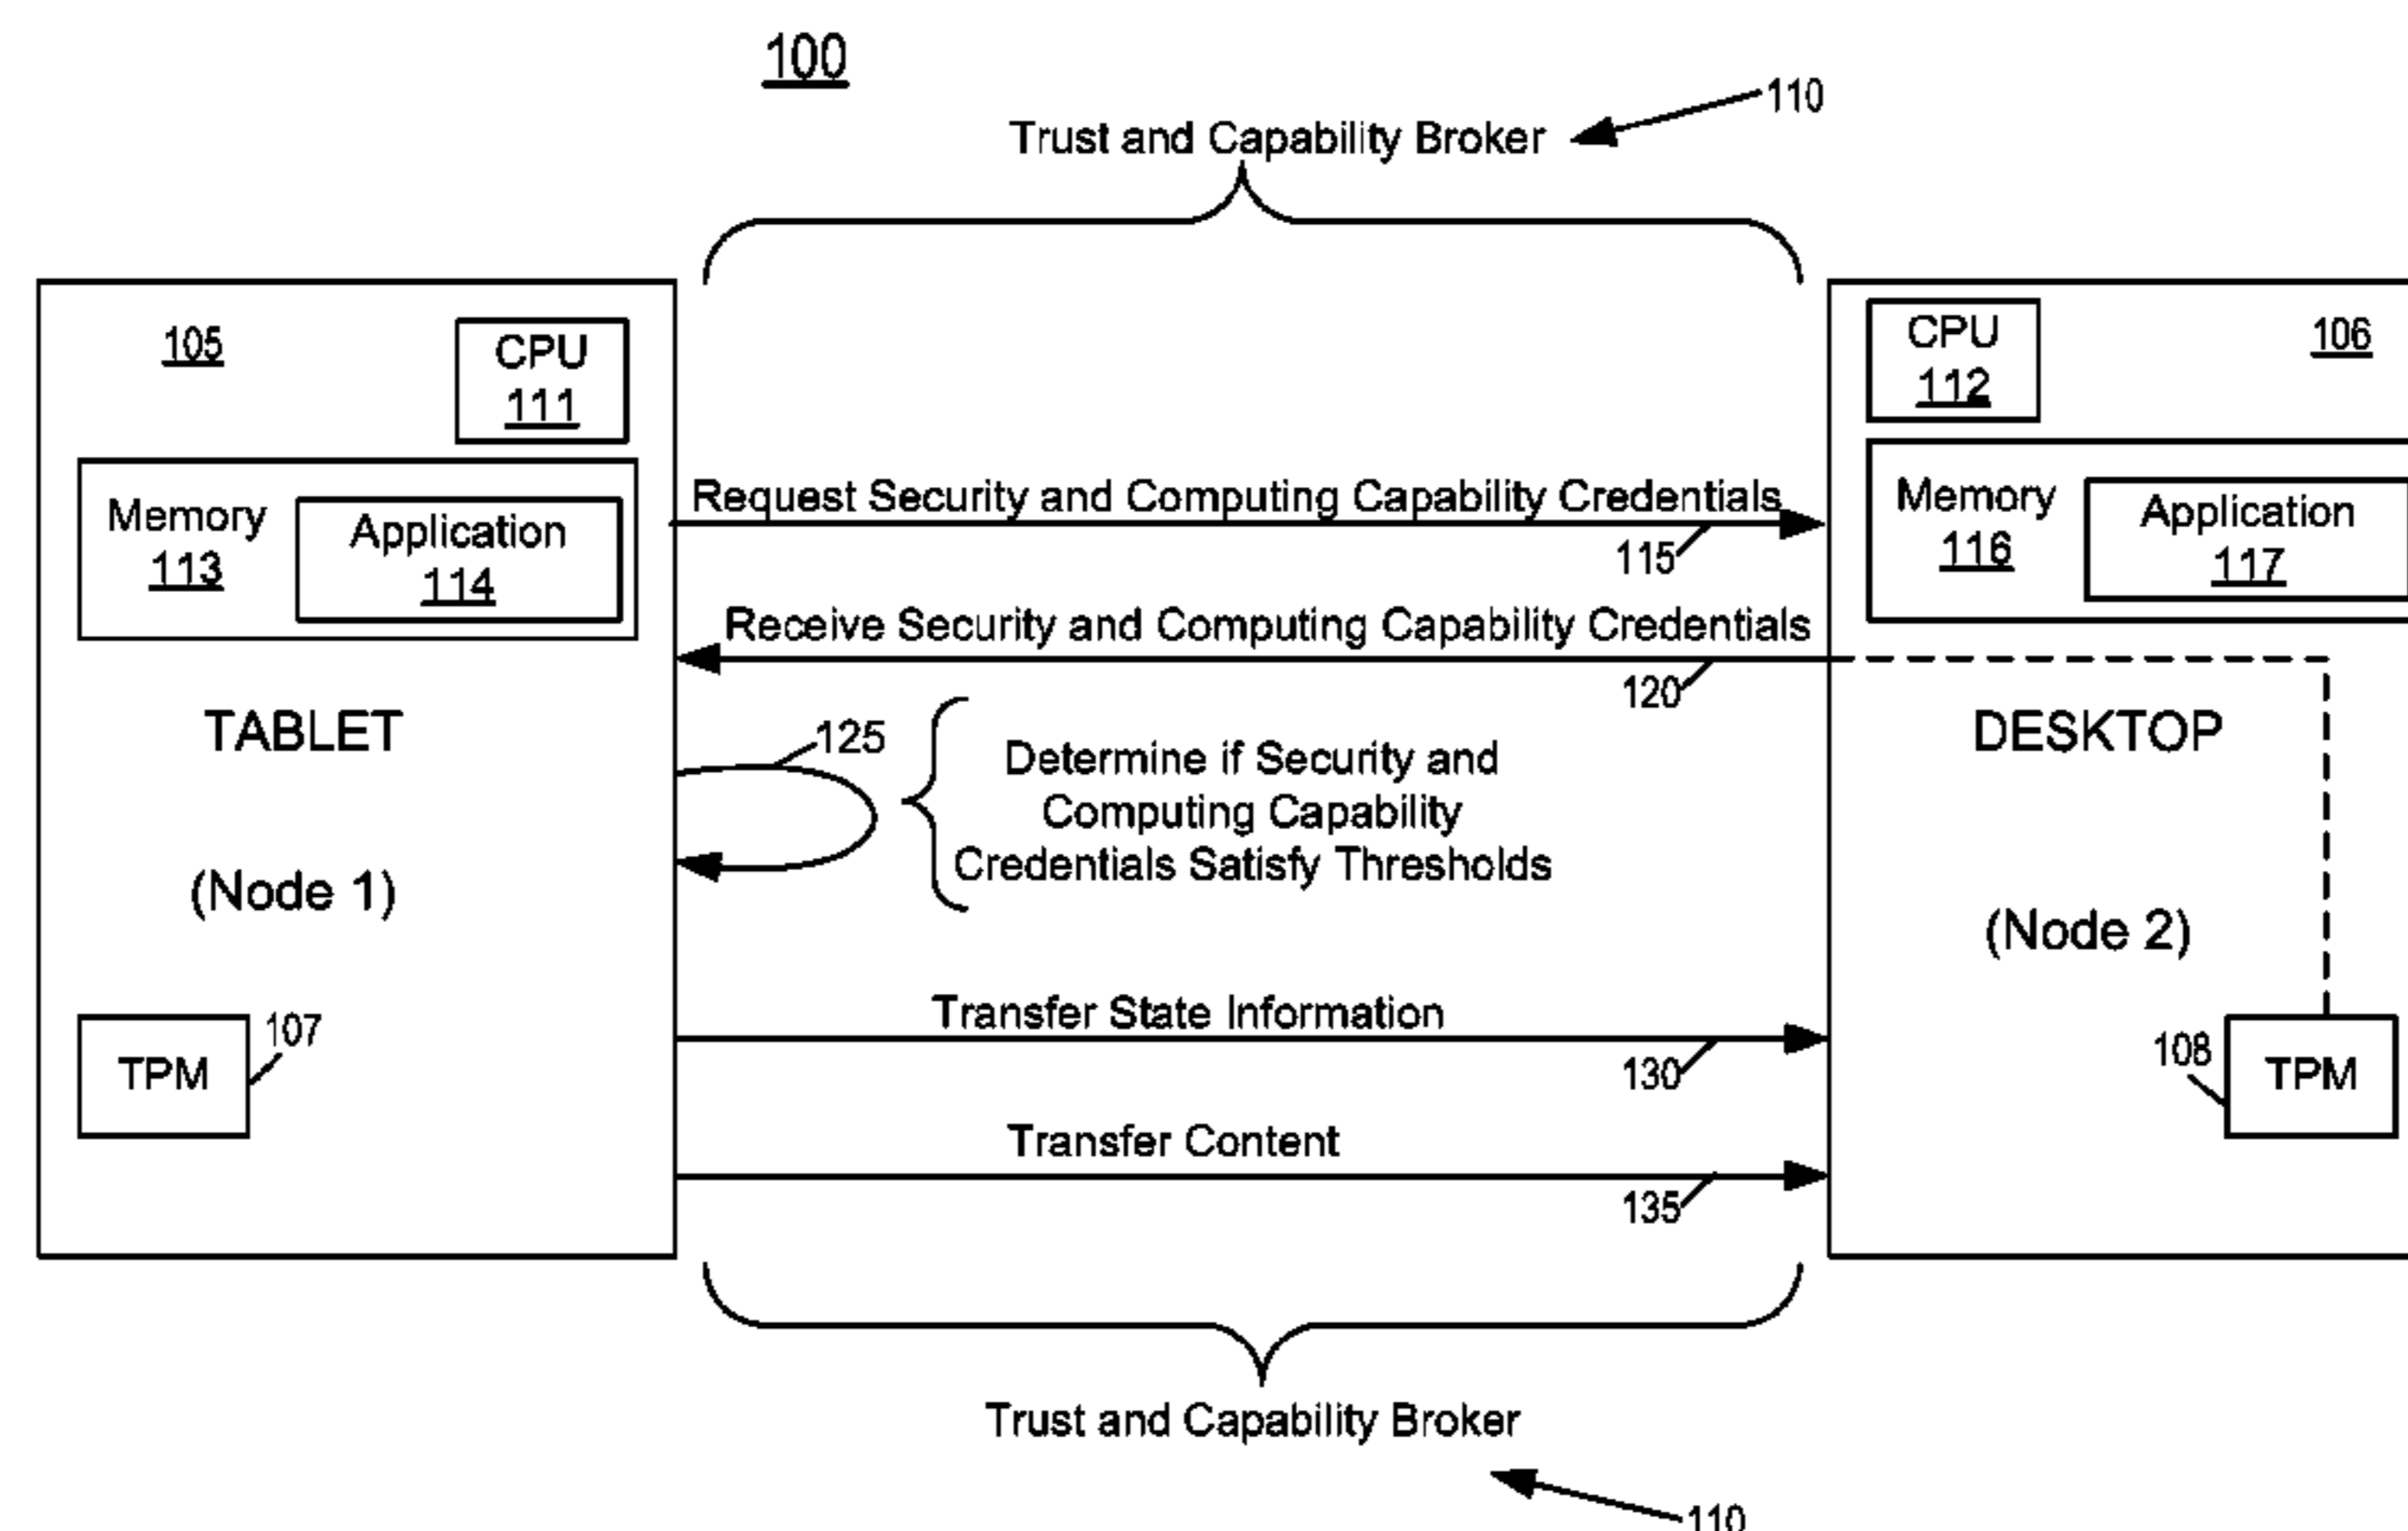 100
110
Trust and Capability Broker
105
CPU
111
CPU
112
106
Memory
113
Application
114
Request Security and Computing Capability Credentials
115
Memory
116
Application
117
Receive Security and Computing Capability Credentials
120
TABLET
(Node 1)
125
Determine if Security and
Computing Capability
Credentials Satisfy Thresholds
DESKTOP
(Node 2)
Transfer State Information
130
TPM
107
108
TPM
Transfer Content
135
Trust and Capability Broker
110